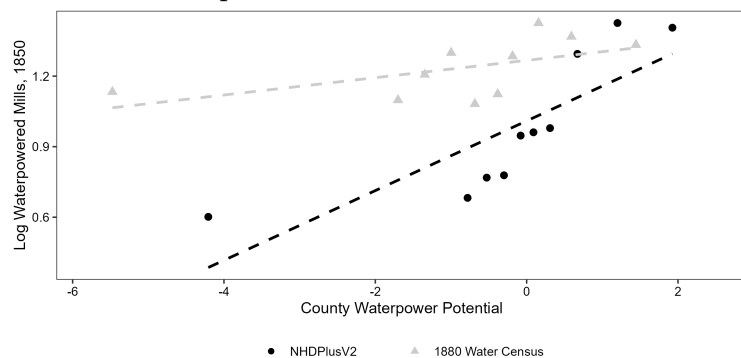 Log Waterpowered Mills, 1850
1.2
0.9
0.6
-6
-4
-2
0
2
County Waterpower Potential
NHDPlusV2
1880 Water Census